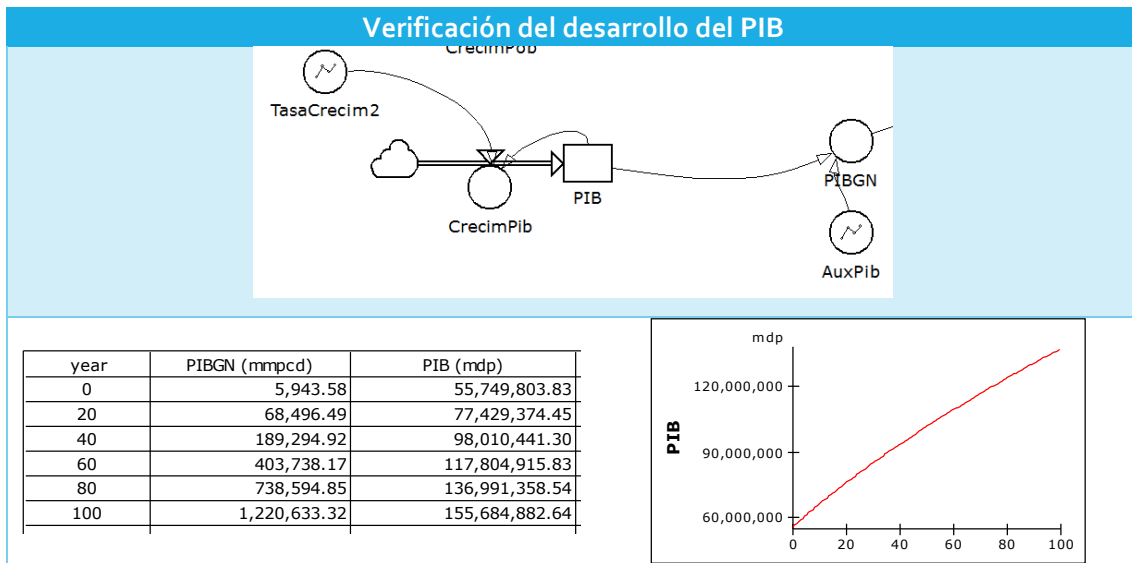 Verificación del desarrollo del PIB
CrecimPob
TasaCrecim2
CrecimPib
PIB
PIBGN
AuxPib
year PIBGN (mmpcd) PIB (mdp)
0 5,943.58 55,749,803.83
20 68,496.49 77,429,374.45
40 189,294.92 98,010,441.30
60 403,738.17 117,804,915.83
80 738,594.85 136,991,358.54
100 1,220,633.32 155,684,882.64
mdp
120,000,000
90,000,000
60,000,000
PIB
0 20 40 60 80 100